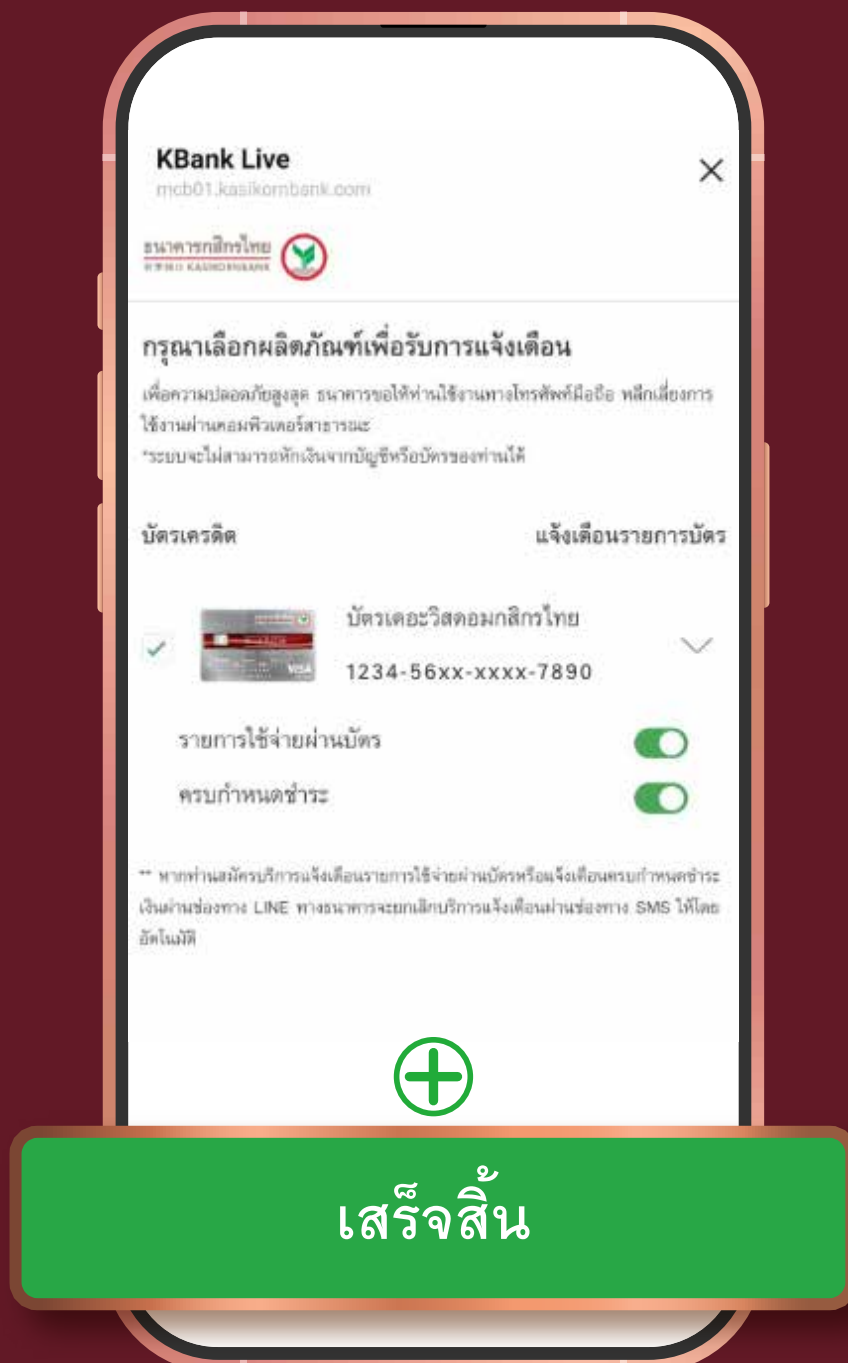 KBank Live
mcb01.kasikornbank.com
ธนาคารกสิกรไทย
开泰银行 KASIKORNBANK
กรุณาเลือกผลิตภัณฑ์เพื่อรับการแจ้งเตือน
เพื่อความปลอดภัยสูงสุด ธนาคารขอให้ท่านใช้งานทางโทรศัพท์มือถือ หลีกเลี่ยงการ
ใช้งานผ่านคอมพิวเตอร์สาธารณะ
*ระบบจะไม่สามารถหักเงินจากบัญชีหรือบัตรของท่านได้
บัตรเครดิต แจ้งเตือนรายการบัตร
บัตรเดอะวิสดอมกสิกรไทย
VISA
1234-56xx-xxxx-7890
รายการใช้จ่ายผ่านบัตร
ครบกำหนดชำระ
** หากท่านสมัครบริการแจ้งเตือนรายการใช้จ่ายผ่านบัตรหรือแจ้งเตือนครบกำหนดชำระ
เงินผ่านช่องทาง LINE ทางธนาคารจะยกเลิกบริการแจ้งเตือนผ่านช่องทาง SMS ให้โดย
อัตโนมัติ
เสร็จสิ้น